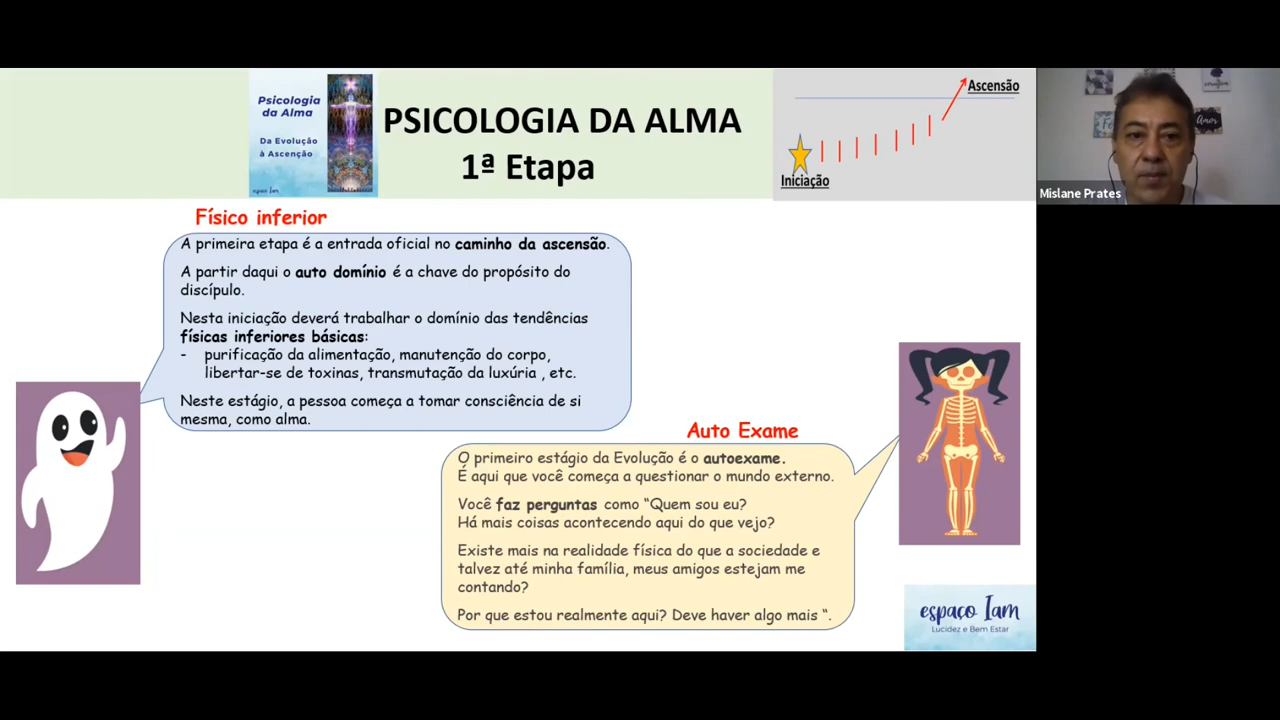 Psicologia
da Alma
Da Evolução
à Ascenção
espaço Iam
PSICOLOGIA DA ALMA
1ª Etapa
Ascensão
Iniciação
Mislane Prates
Físico inferior
A primeira etapa é a entrada oficial no caminho da ascensão.
A partir daqui o auto domínio é a chave do propósito do
discípulo.
Nesta iniciação deverá trabalhar o domínio das tendências
físicas inferiores básicas:
- purificação da alimentação, manutenção do corpo,
libertar-se de toxinas, transmutação da luxúria , etc.
Neste estágio, a pessoa começa a tomar consciência de si
mesma, como alma.
Auto Exame
O primeiro estágio da Evolução é o autoexame.
É aqui que você começa a questionar o mundo externo.
Você faz perguntas como “Quem sou eu?
Há mais coisas acontecendo aqui do que vejo?
Existe mais na realidade física do que a sociedade e
talvez até minha família, meus amigos estejam me
contando?
Por que estou realmente aqui? Deve haver algo mais “.
espaço Iam
Lucidez e Bem Estar